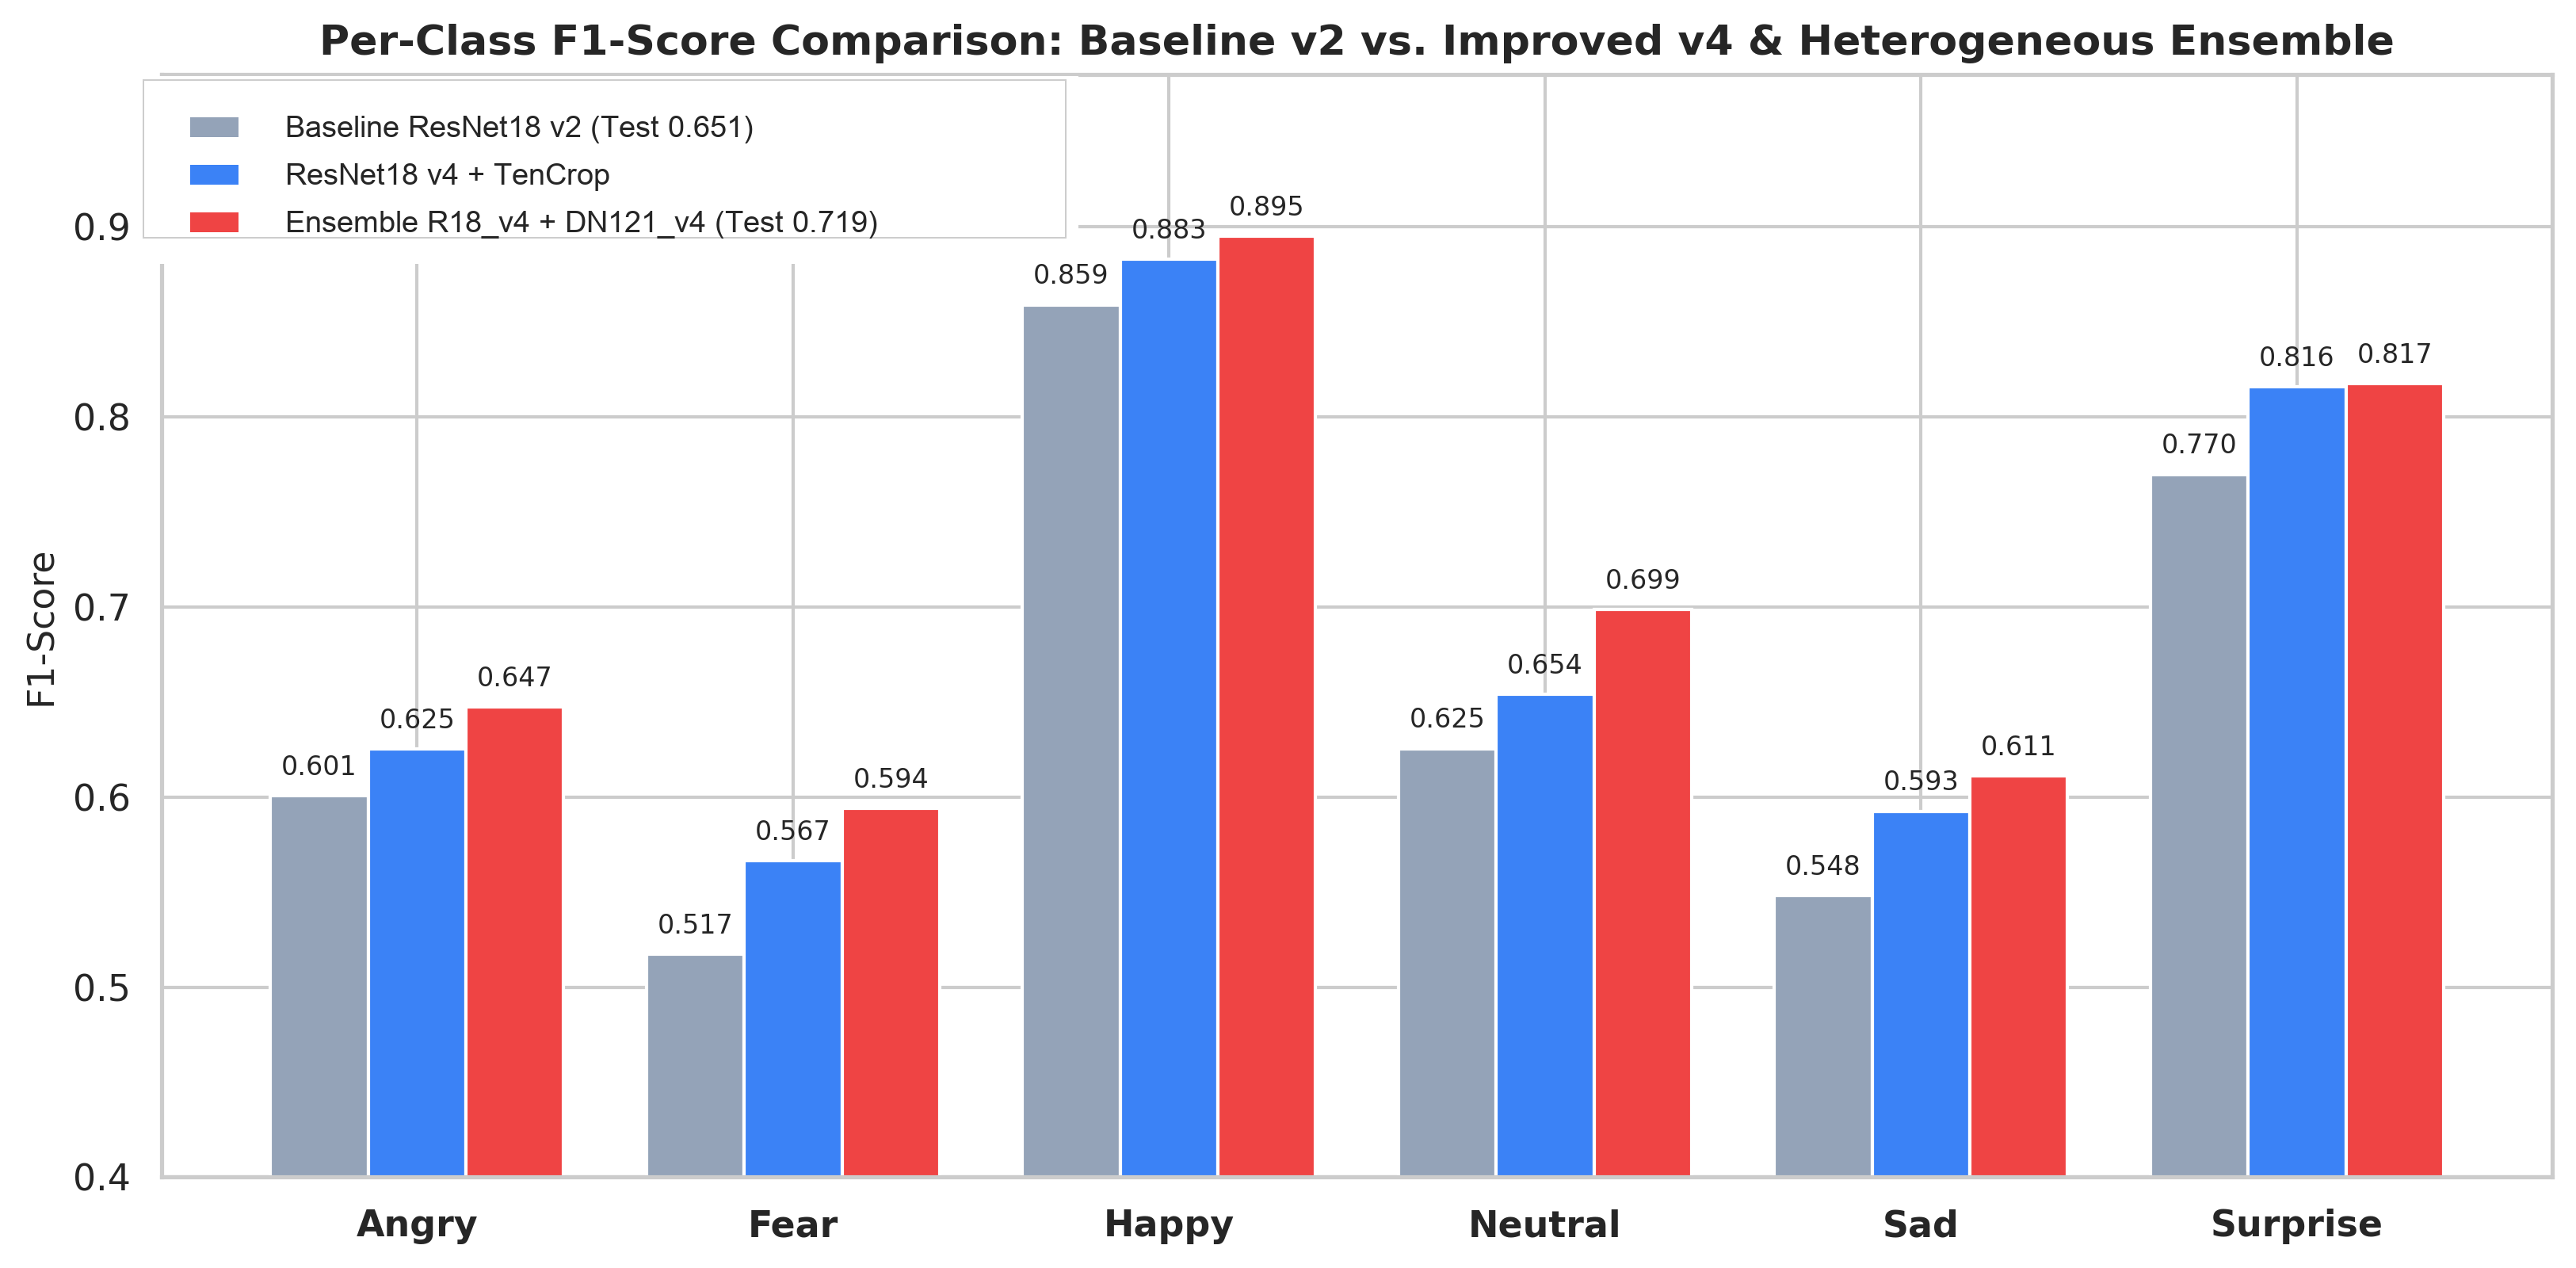 Per-Class F1-Score Comparison: Baseline v2 vs. Improved v4 & Heterogeneous Ensemble
Baseline ResNet18 v2 (Test 0.651)
ResNet18 v4 + TenCrop
Ensemble R18_v4 + DN121_v4 (Test 0.719)
F1-Score
0.9
0.8
0.7
0.6
0.5
0.4
0.601
0.625
0.647
0.517
0.567
0.594
0.859
0.883
0.895
0.625
0.654
0.699
0.548
0.593
0.611
0.770
0.816
0.817
Angry
Fear
Happy
Neutral
Sad
Surprise